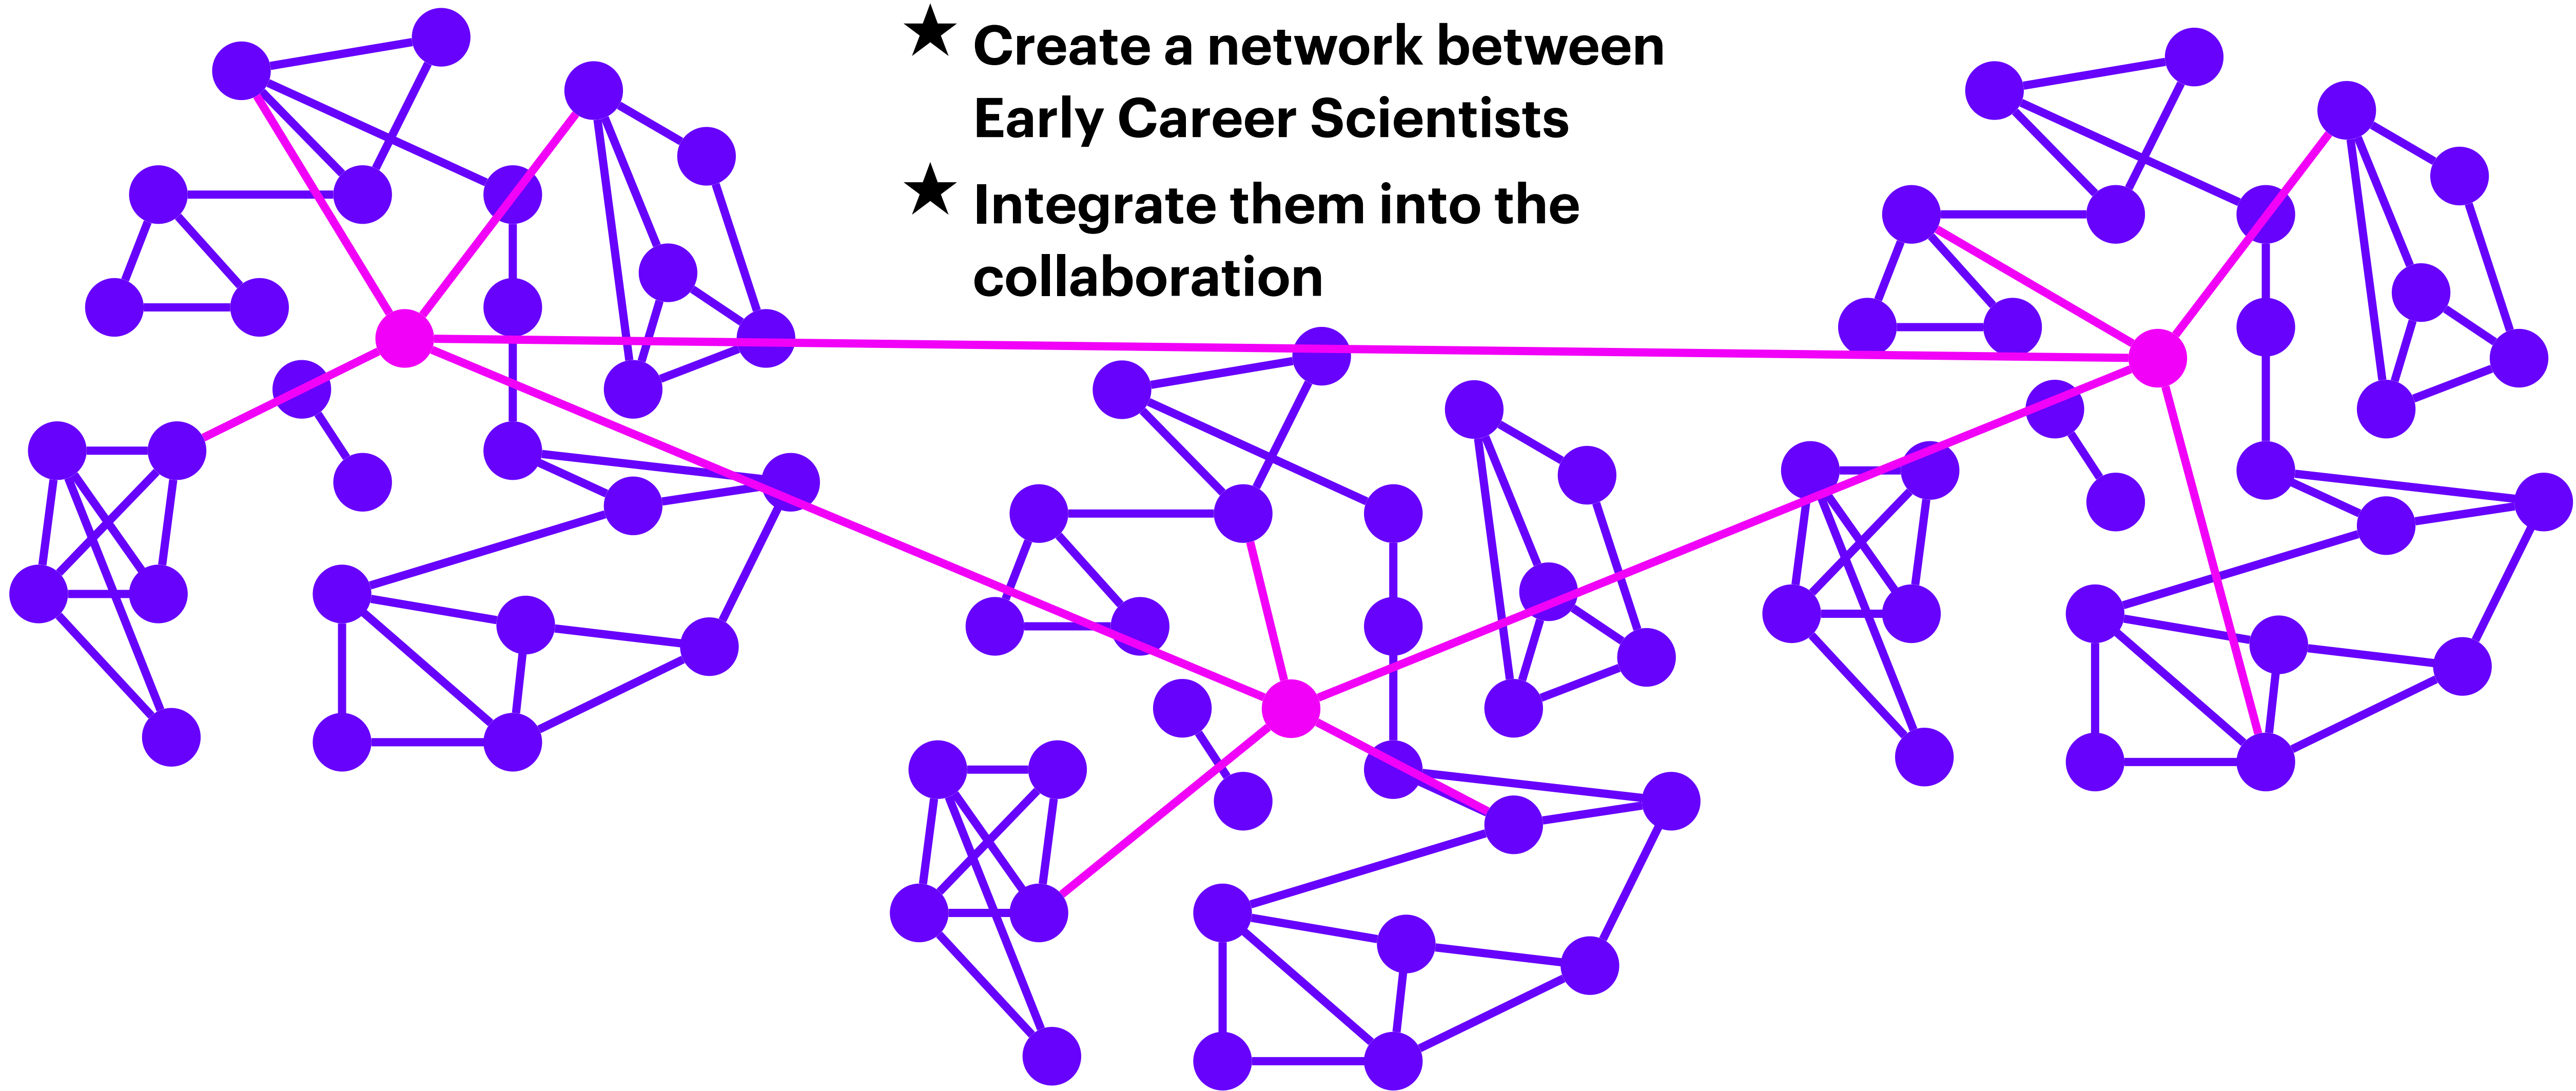 ★ Create a network between
Early Career Scientists
★ Integrate them into the
collaboration